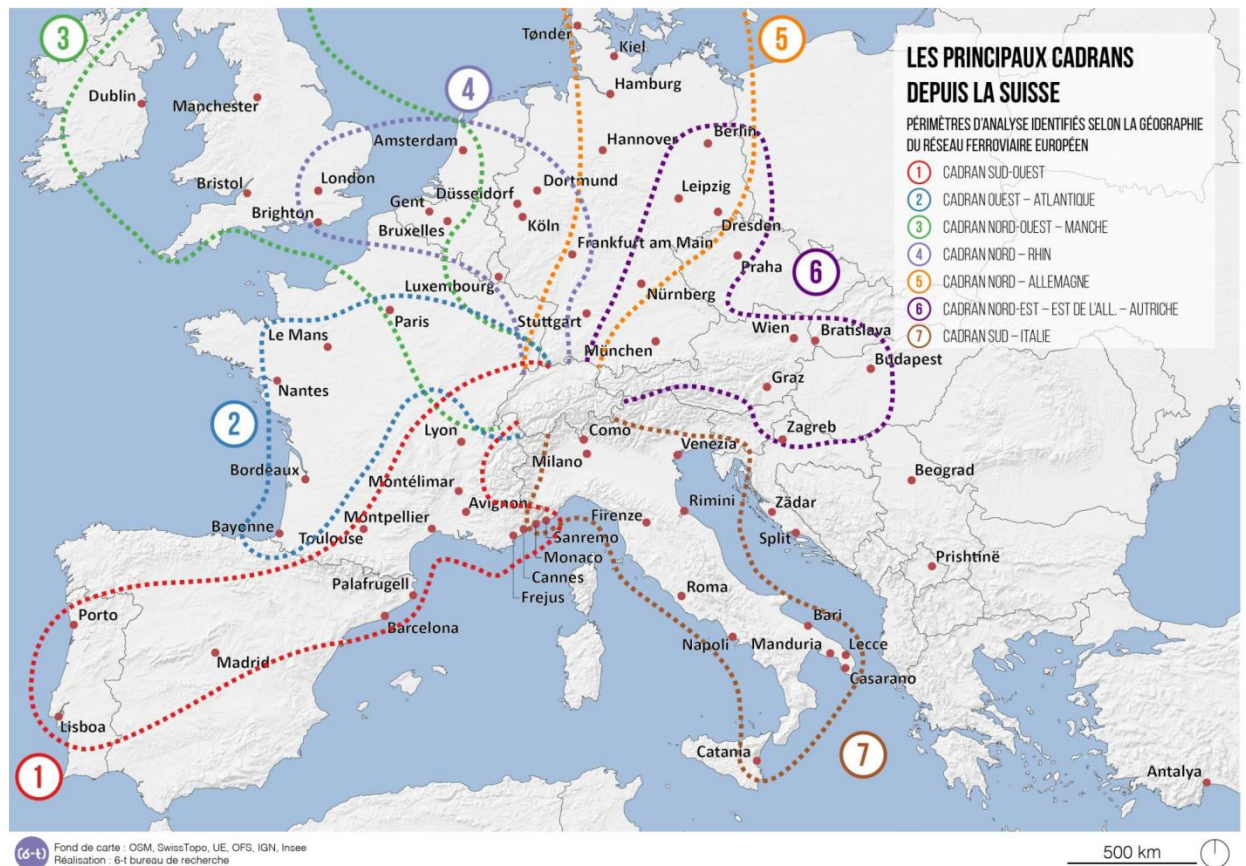 LES PRINCIPAUX CADRANS
DEPUIS LA SUISSE
PÉRIMÈTRES D'ANALYSE IDENTIFIÉS SELON LA GÉOGRAPHIE
DU RÉSEAU FERROVIAIRE EUROPÉEN
1 CADRAN SUD-OUEST
2 CADRAN OUEST – ATLANTIQUE
3 CADRAN NORD-OUEST – MANCHE
4 CADRAN NORD – RHIN
5 CADRAN NORD – ALLEMAGNE
6 CADRAN NORD-EST – EST DE L'ALL. – AUTRICHE
7 CADRAN SUD – ITALIE
3
5
4
6
2
1
7
Tønder
Kiel
Hamburg
Dublin
Manchester
Amsterdam
Hannover
Berlin
Bristol
London
Düsseldorf
Dortmund
Leipzig
Brighton
Gent
Bruxelles
Köln
Dresden
Frankfurt am Main
Praha
Luxembourg
Nürnberg
Paris
Stuttgart
Le Mans
München
Wien
Bratislava
Budapest
Nantes
Graz
Lyon
Como
Zagreb
Milano
Venezia
Bordeaux
Montélimar
Beograd
Avignon
Rimini
Zādar
Bayonne
Toulouse
Montpellier
Firenze
Split
Sanremo
Monaco
Cannes
Frejus
Prishtinë
Palafrugell
Roma
Porto
Barcelona
Bari
Napoli
Manduria
Lecce
Madrid
Casarano
Lisboa
Catania
Antalya
(6-t)
Fond de carte : OSM, SwissTopo, UE, OFS, IGN, Insee
Réalisation : 6-t bureau de recherche
500 km